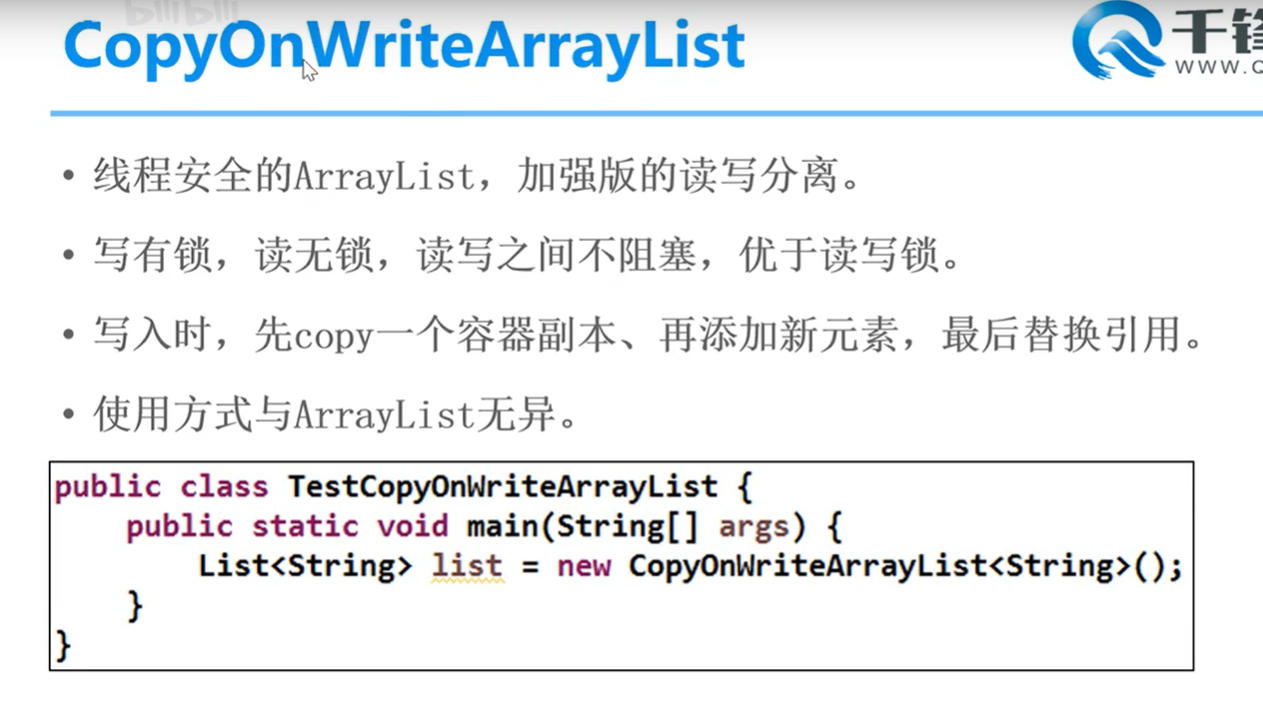 bilibili
CopyOnWriteArrayList
千锋
WWW.Q
• 线程安全的ArrayList，加强版的读写分离。
• 写有锁，读无锁，读写之间不阻塞，优于读写锁。
• 写入时，先copy一个容器副本、再添加新元素，最后替换引用。
• 使用方式与ArrayList无异。
public class TestCopyOnWriteArrayList {
public static void main(String[] args) {
List<String> list = new CopyOnWriteArrayList<String>();
}
}